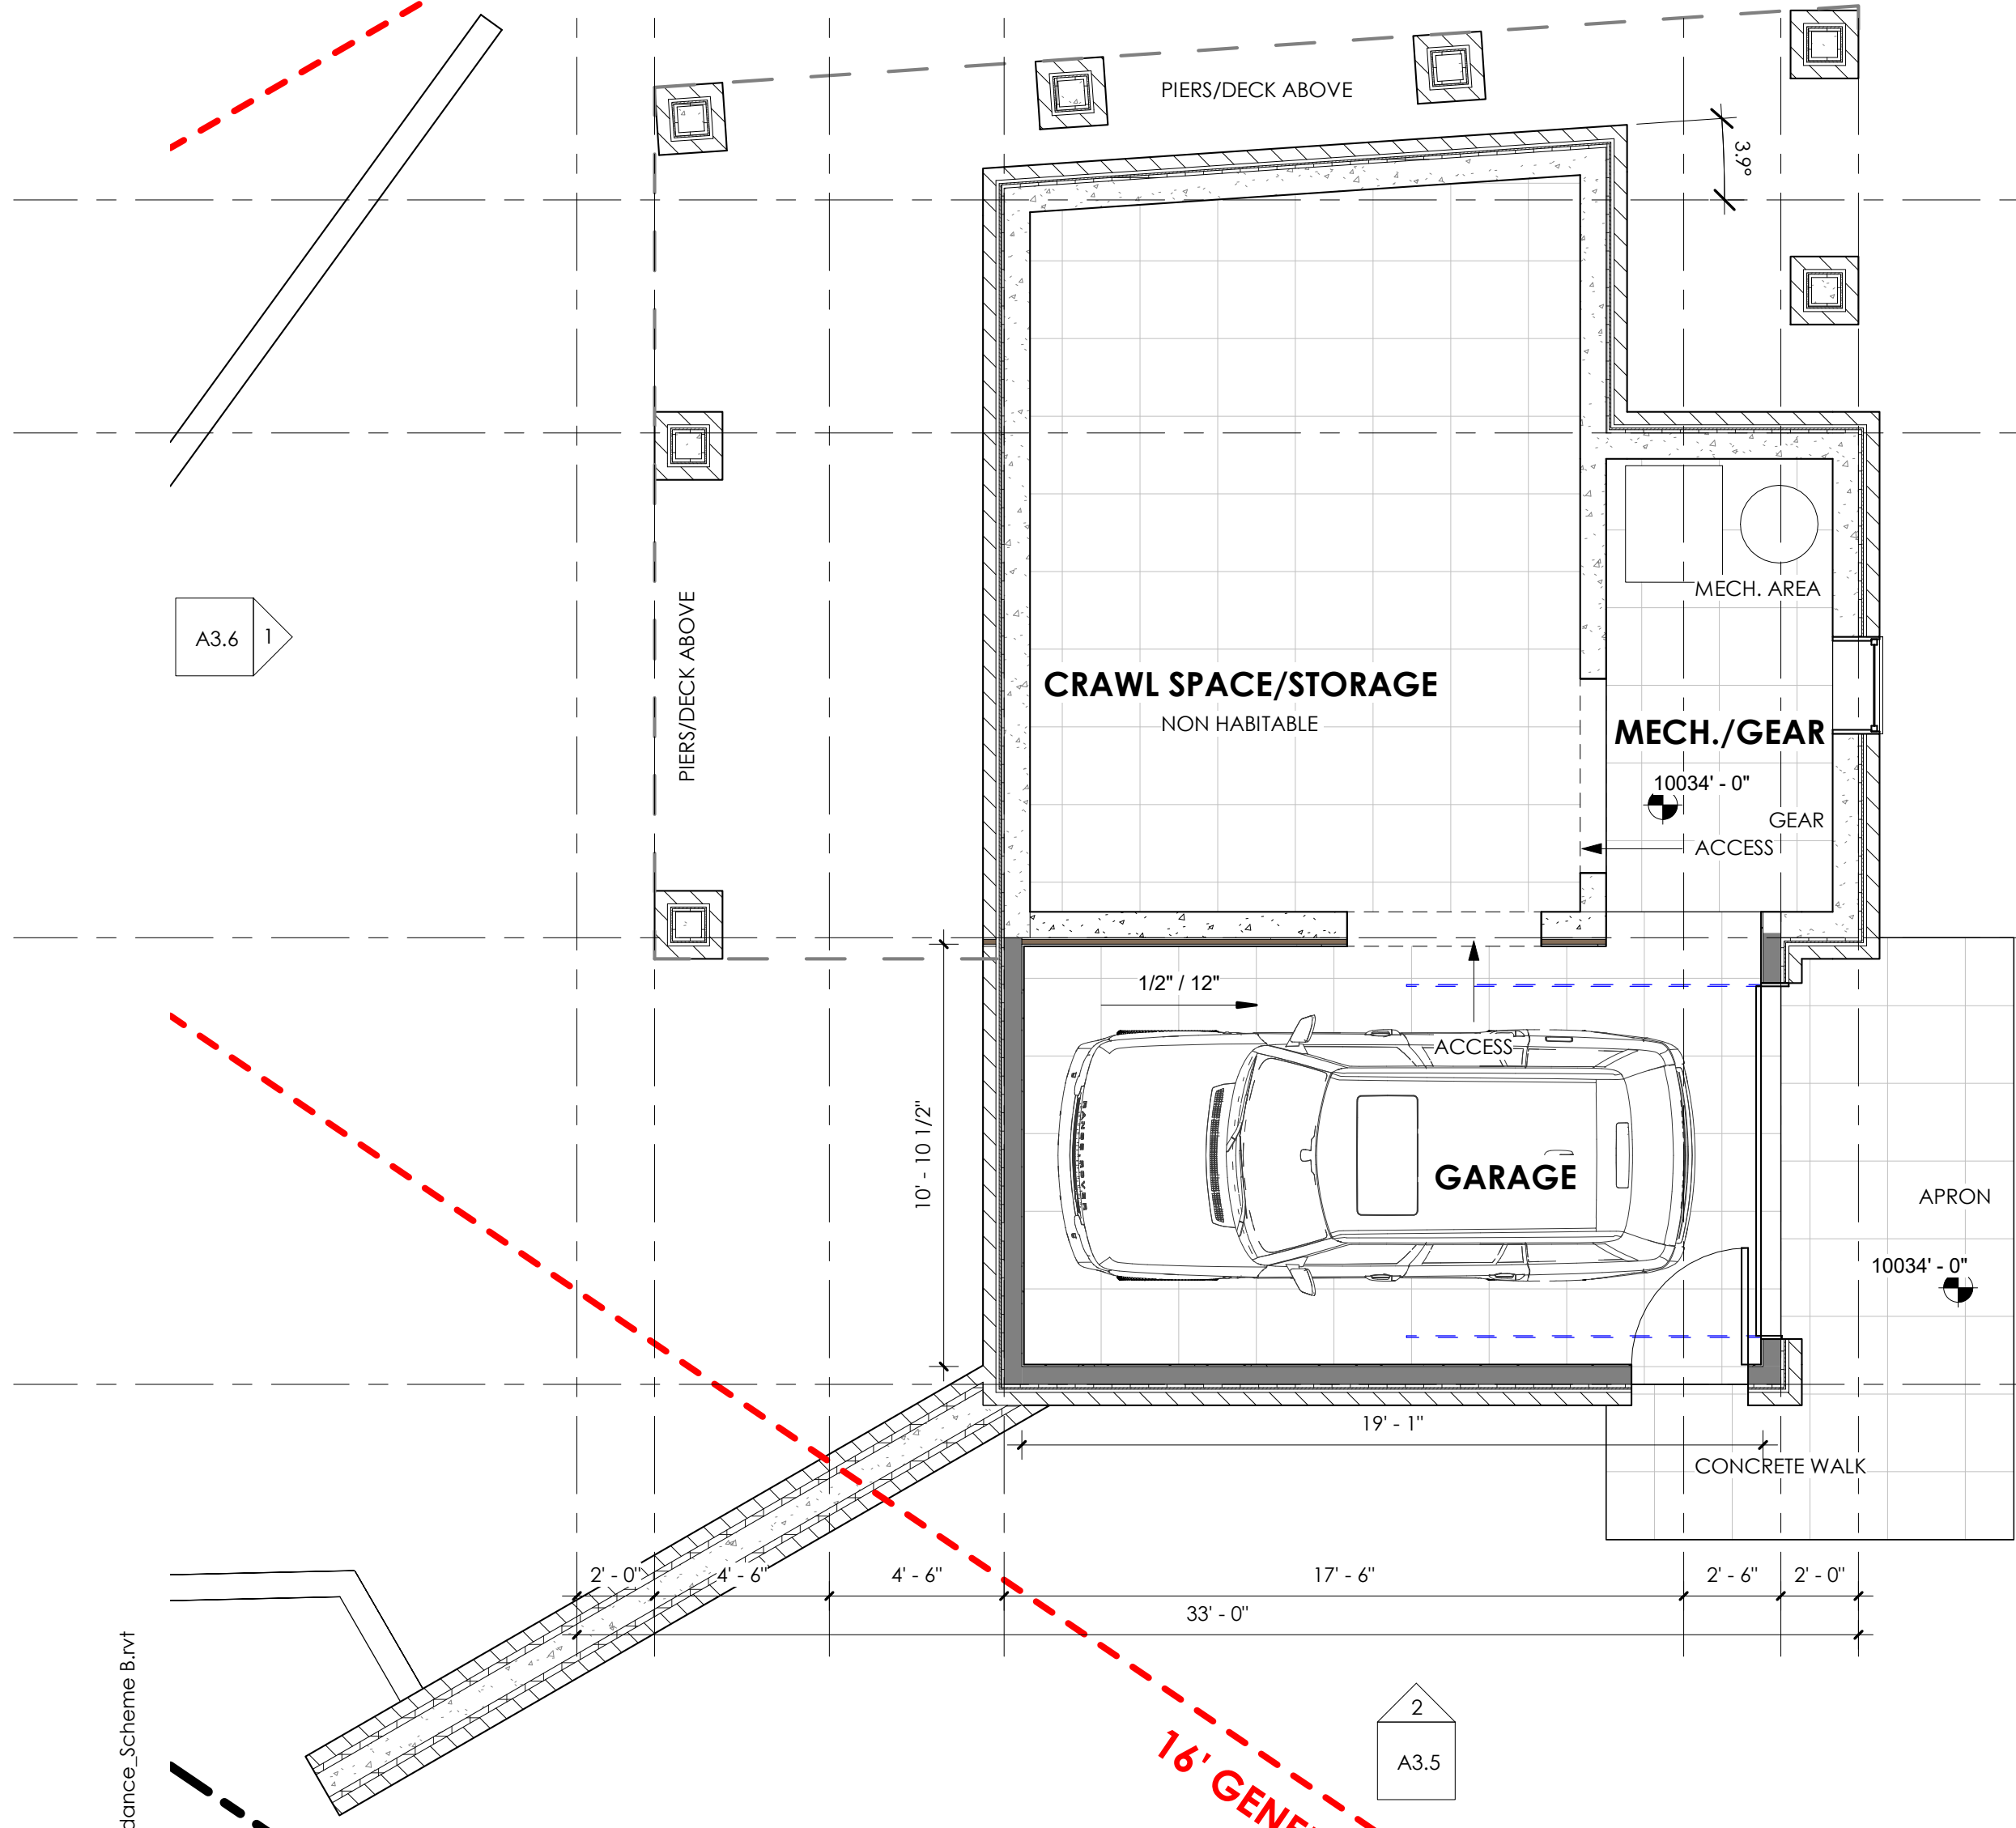 PIERS/DECK ABOVE
3.9°
A3.6
1
PIERS/DECK ABOVE
MECH. AREA
CRAWL SPACE/STORAGE
NON HABITABLE
MECH./GEAR
10034' - 0"
GEAR
ACCESS
1/2" / 12"
ACCESS
10' - 10 1/2"
RANGE ROVER
GARAGE
APRON
10034' - 0"
19' - 1"
CONCRETE WALK
2' - 0"
4' - 6"
4' - 6"
17' - 6"
2' - 6"
2' - 0"
33' - 0"
dance_Scheme B.rvt
2
A3.5
16' GENE